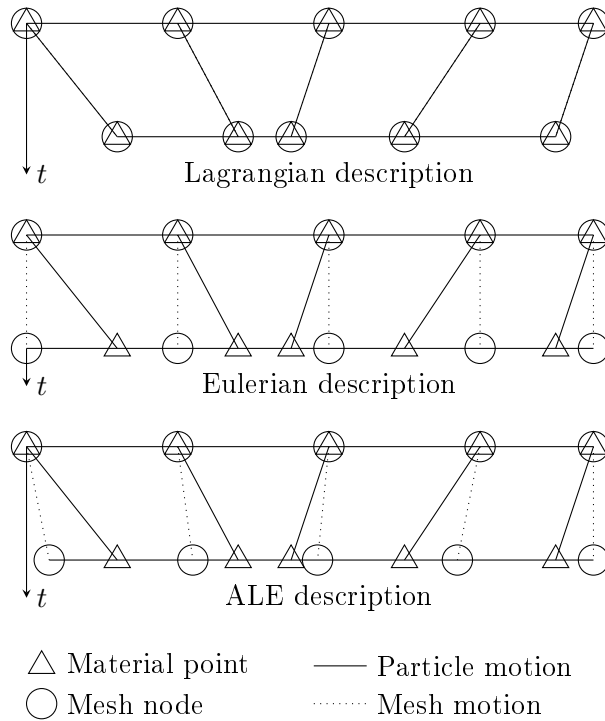 t
Lagrangian description
t
Eulerian description
t
ALE description
Material point
Particle motion
Mesh node
Mesh motion